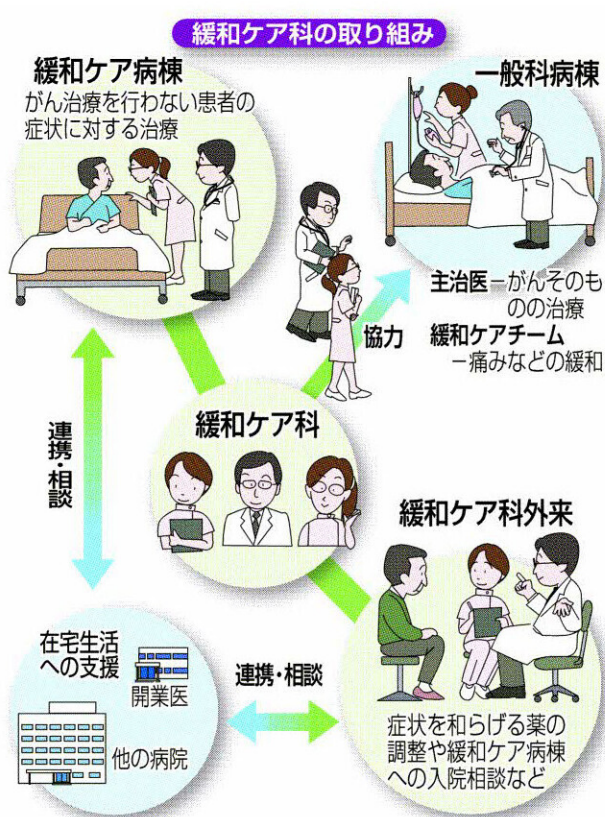 緩和ケア科の取り組み
緩和ケア病棟
がん治療を行わない患者の
症状に対する治療
一般科病棟
主治医－がんそのも
のの治療
緩和ケアチーム
－痛みなどの緩和
協力
緩和ケア科
連携・相談
緩和ケア科外来
症状を和らげる薬の
調整や緩和ケア病棟
への入院相談など
在宅生活
への支援
開業医
他の病院
連携・相談